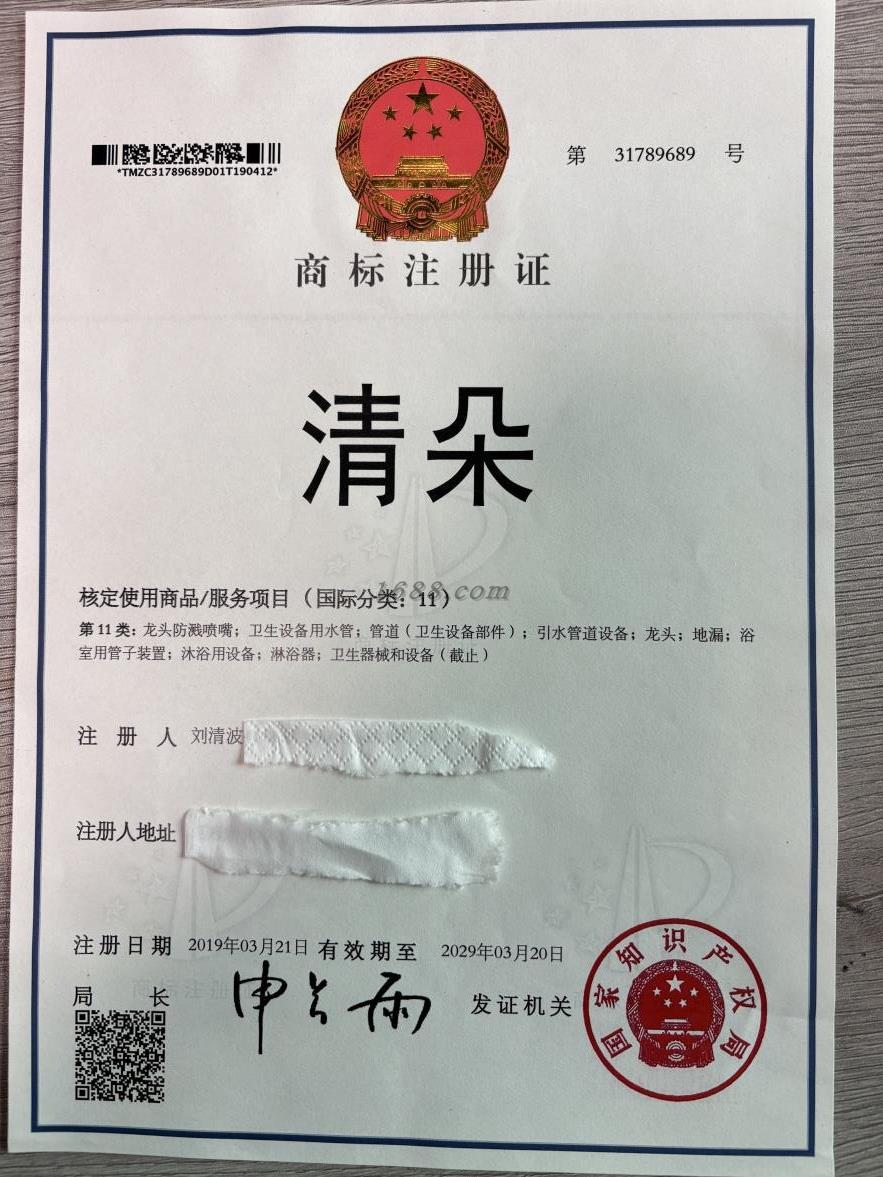 *TMZC31789689D01T190412*
第 31789689 号
商标注册证
清朵
1688.com
核定使用商品/服务项目（国际分类：11）
第11类：龙头防溅喷嘴；卫生设备用水管；管道（卫生设备部件）；引水管道设备；龙头；地漏；浴
室用管子装置；沐浴用设备；淋浴器；卫生器械和设备（截止）
注册人 刘清波
注册人地址
注册日期 2019年03月21日 有效期至 2029年03月20日
局长 申长雨 发证机关
国家知识产权局